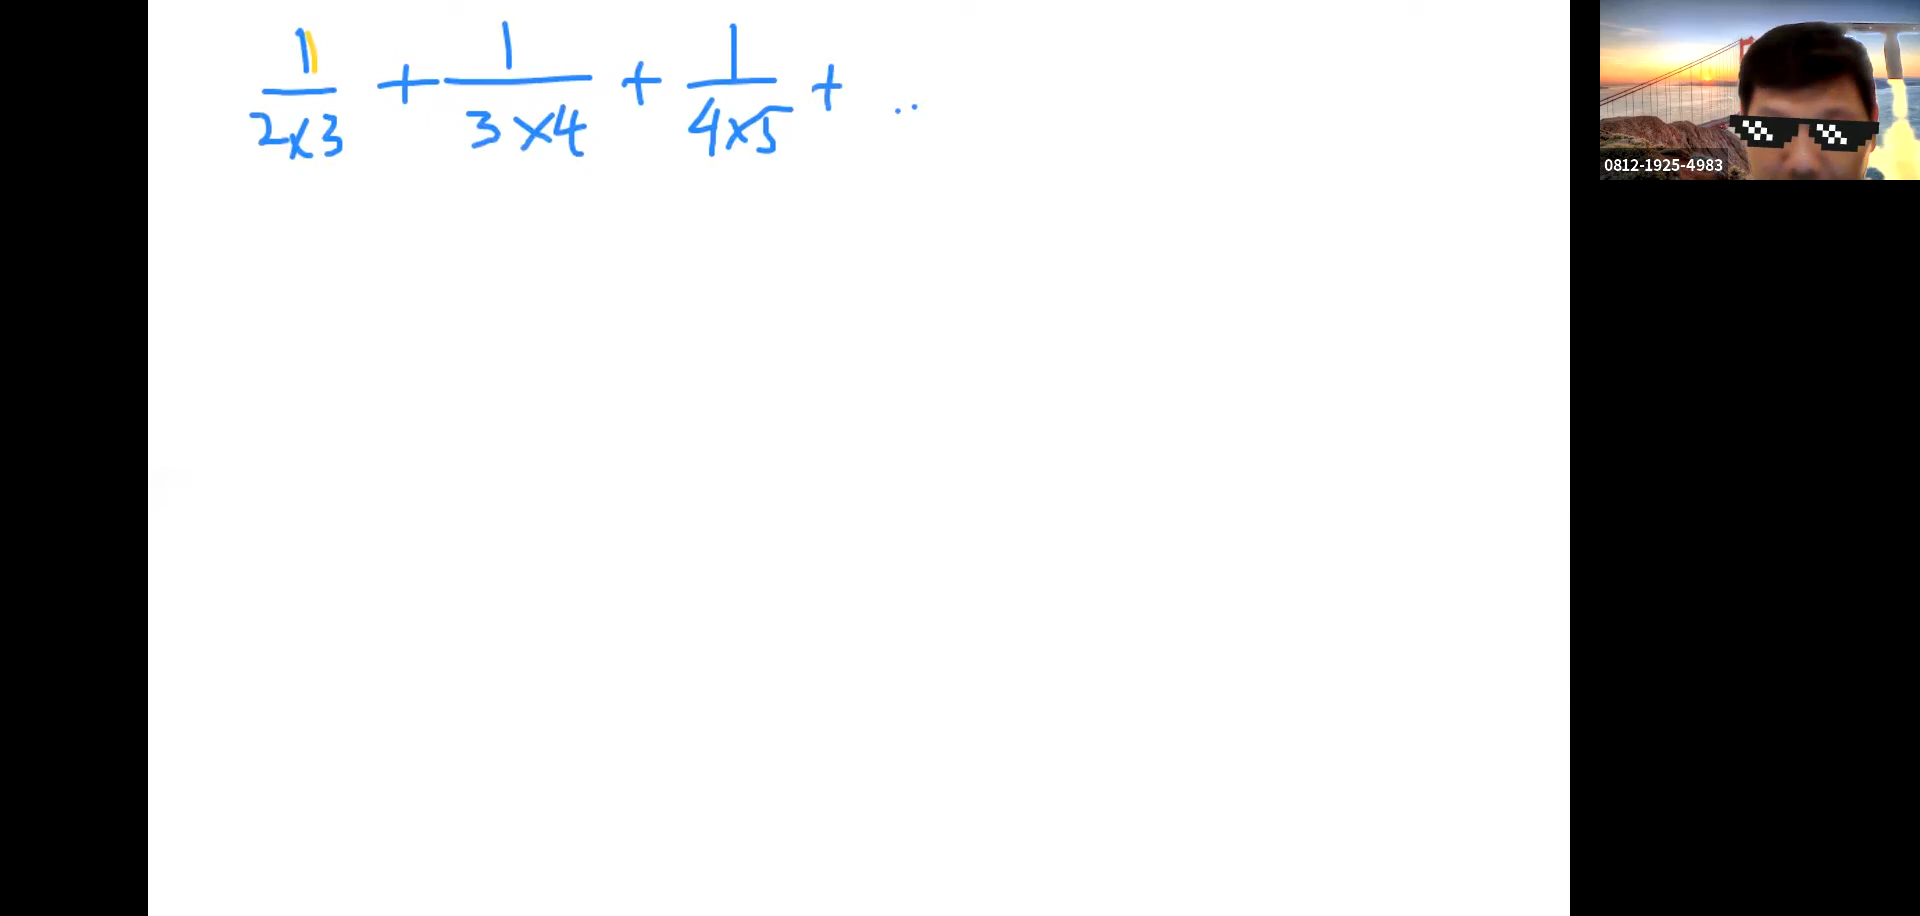 1/(2×3) + 1/(3×4) + 1/(4×5) + ..
0812-1925-4983